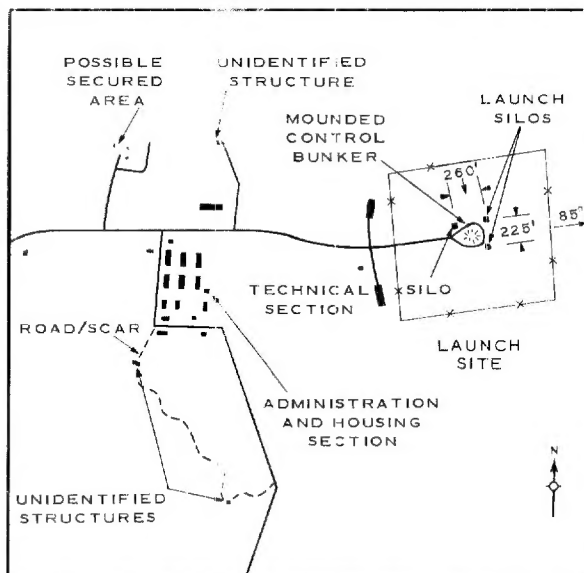 POSSIBLE
SECURED
AREA
UNIDENTIFIED
STRUCTURE
LAUNCH
SILOS
MOUNDED
CONTROL
BUNKER
260'
225'
85°
TECHNICAL
SECTION
SILO
LAUNCH
SITE
ROAD/SCAR
ADMINISTRATION
AND HOUSING
SECTION
UNIDENTIFIED
STRUCTURES
N